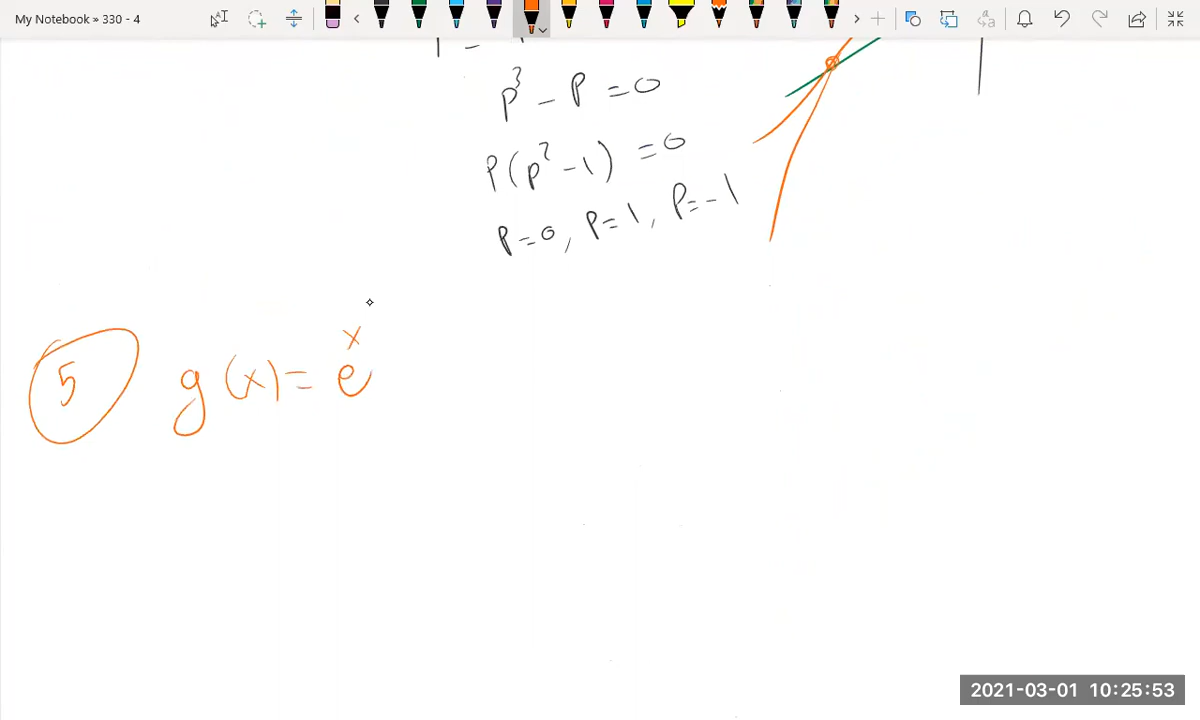 My Notebook » 330 - 4
p³ - p = 0
p(p² - 1) = 0
p = 0, p = 1, p = -1
5 g(x) = eˣ
2021-03-01 10:25:53